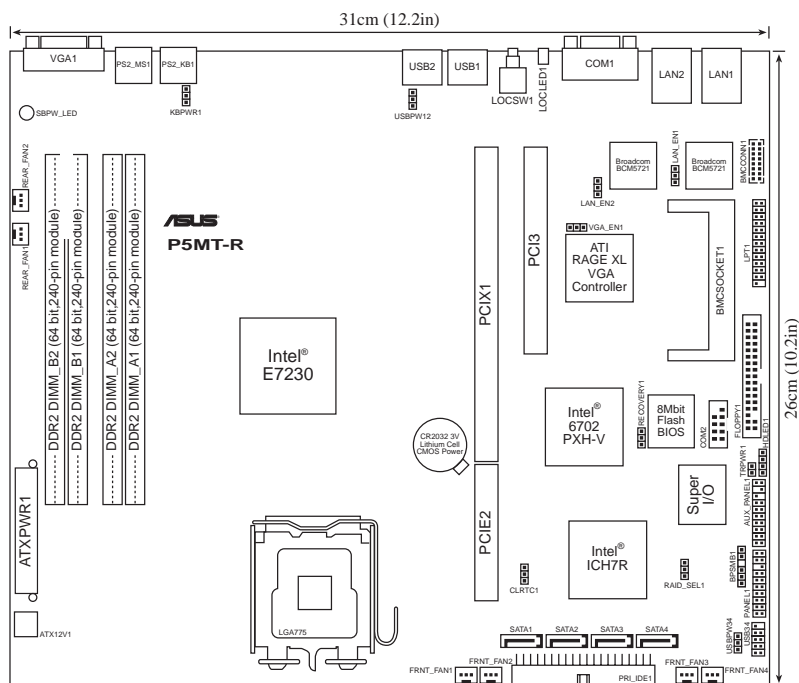 31cm (12.2in)
VGA1
PS2_MS1
PS2_KB1
USB2
USB1
LOCSW1
LOCLED1
COM1
LAN2
LAN1
SBPW_LED
KBPWR1
USBPW12
REAR_FAN2
REAR_FAN1
ASUS
P5MT-R
DDR2 DIMM_B2 (64 bit,240-pin module)
DDR2 DIMM_B1 (64 bit,240-pin module)
DDR2 DIMM_A2 (64 bit,240-pin module)
DDR2 DIMM_A1 (64 bit,240-pin module)
PCIX1
PCI3
Broadcom
BCM5721
LAN_EN1
Broadcom
BCM5721
BMCCONN1
LAN_EN2
VGA_EN1
ATI
RAGE XL
VGA
Controller
BMCSOCKET1
LPT1
26cm (10.2in)
Intel®
E7230
CR2032 3V
Lithium Cell
CMOS Power
Intel®
6702
PXH-V
RECOVERY1
8Mbit
Flash
BIOS
COM2
FLOPPY1
HDLED1
TRPWR1
ATXPWR1
PCIE2
Super
I/O
AUX_PANEL1
Intel®
ICH7R
CLRTC1
RAID_SEL1
BPSMB1
PANEL1
ATX12V1
LGA775
SATA1
SATA2
SATA3
SATA4
USBPW34
USB34
FRNT_FAN1
FRNT_FAN2
PRI_IDE1
FRNT_FAN3
FRNT_FAN4